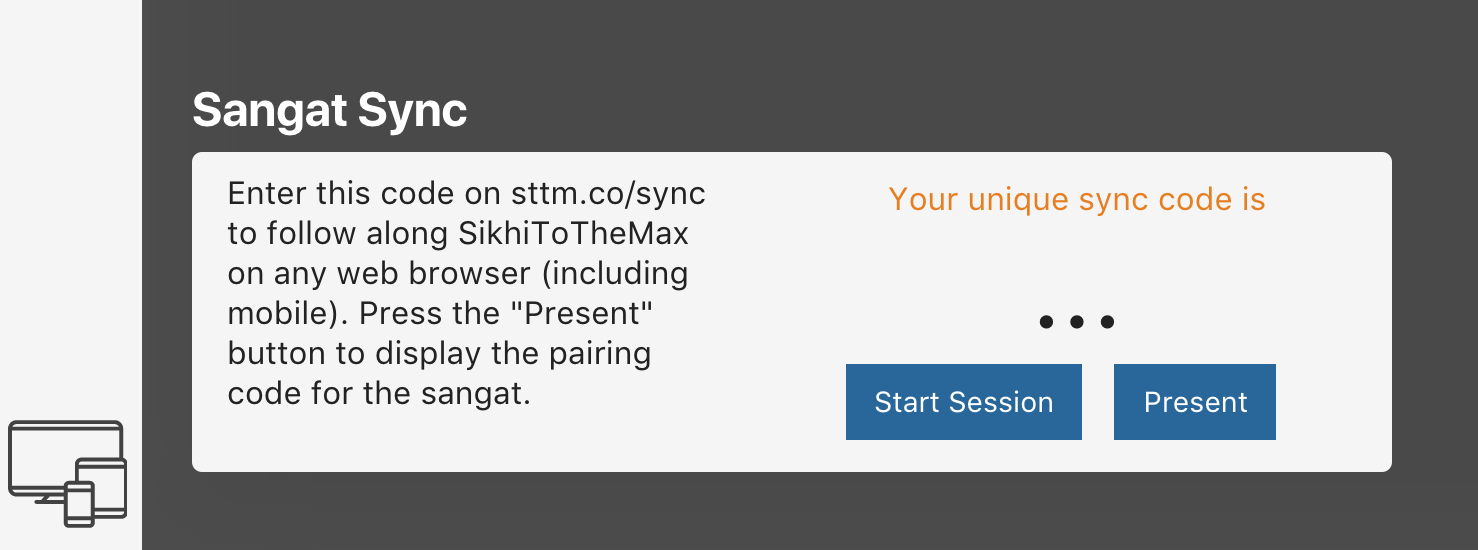 Sangat Sync
Enter this code on sttm.co/sync
to follow along SikhiToTheMax
on any web browser (including
mobile). Press the "Present"
button to display the pairing
code for the sangat.
Your unique sync code is
...
Start Session
Present